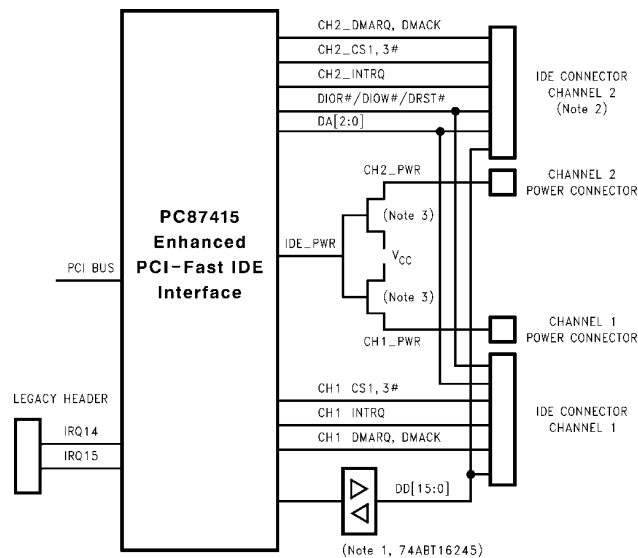 CH2_DMARQ, DMACK
CH2_CS1, 3#
CH2_INTRQ
DIOR#/DIOW#/DRST#
DA[2:0]
IDE CONNECTOR
CHANNEL 2
(Note 2)
CH2_PWR
CHANNEL 2
POWER CONNECTOR
PC87415
Enhanced
PCI-Fast IDE
Interface
(Note 3)
IDE_PWR
VCC
PCI BUS
(Note 3)
CH1_PWR
CHANNEL 1
POWER CONNECTOR
LEGACY HEADER
IRQ14
IRQ15
CH1 CS1, 3#
CH1 INTRQ
CH1 DMARQ, DMACK
IDE CONNECTOR
CHANNEL 1
DD[15:0]
(Note 1, 74ABT16245)